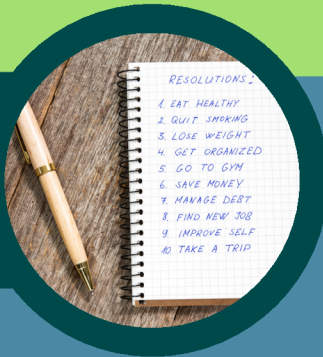 RESOLUTIONS:
1. EAT HEALTHY
2. QUIT SMOKING
3. LOSE WEIGHT
4. GET ORGANIZED
5. GO TO GYM
6. SAVE MONEY
7. MANAGE DEBT
8. FIND NEW JOB
9. IMPROVE SELF
10. TAKE A TRIP